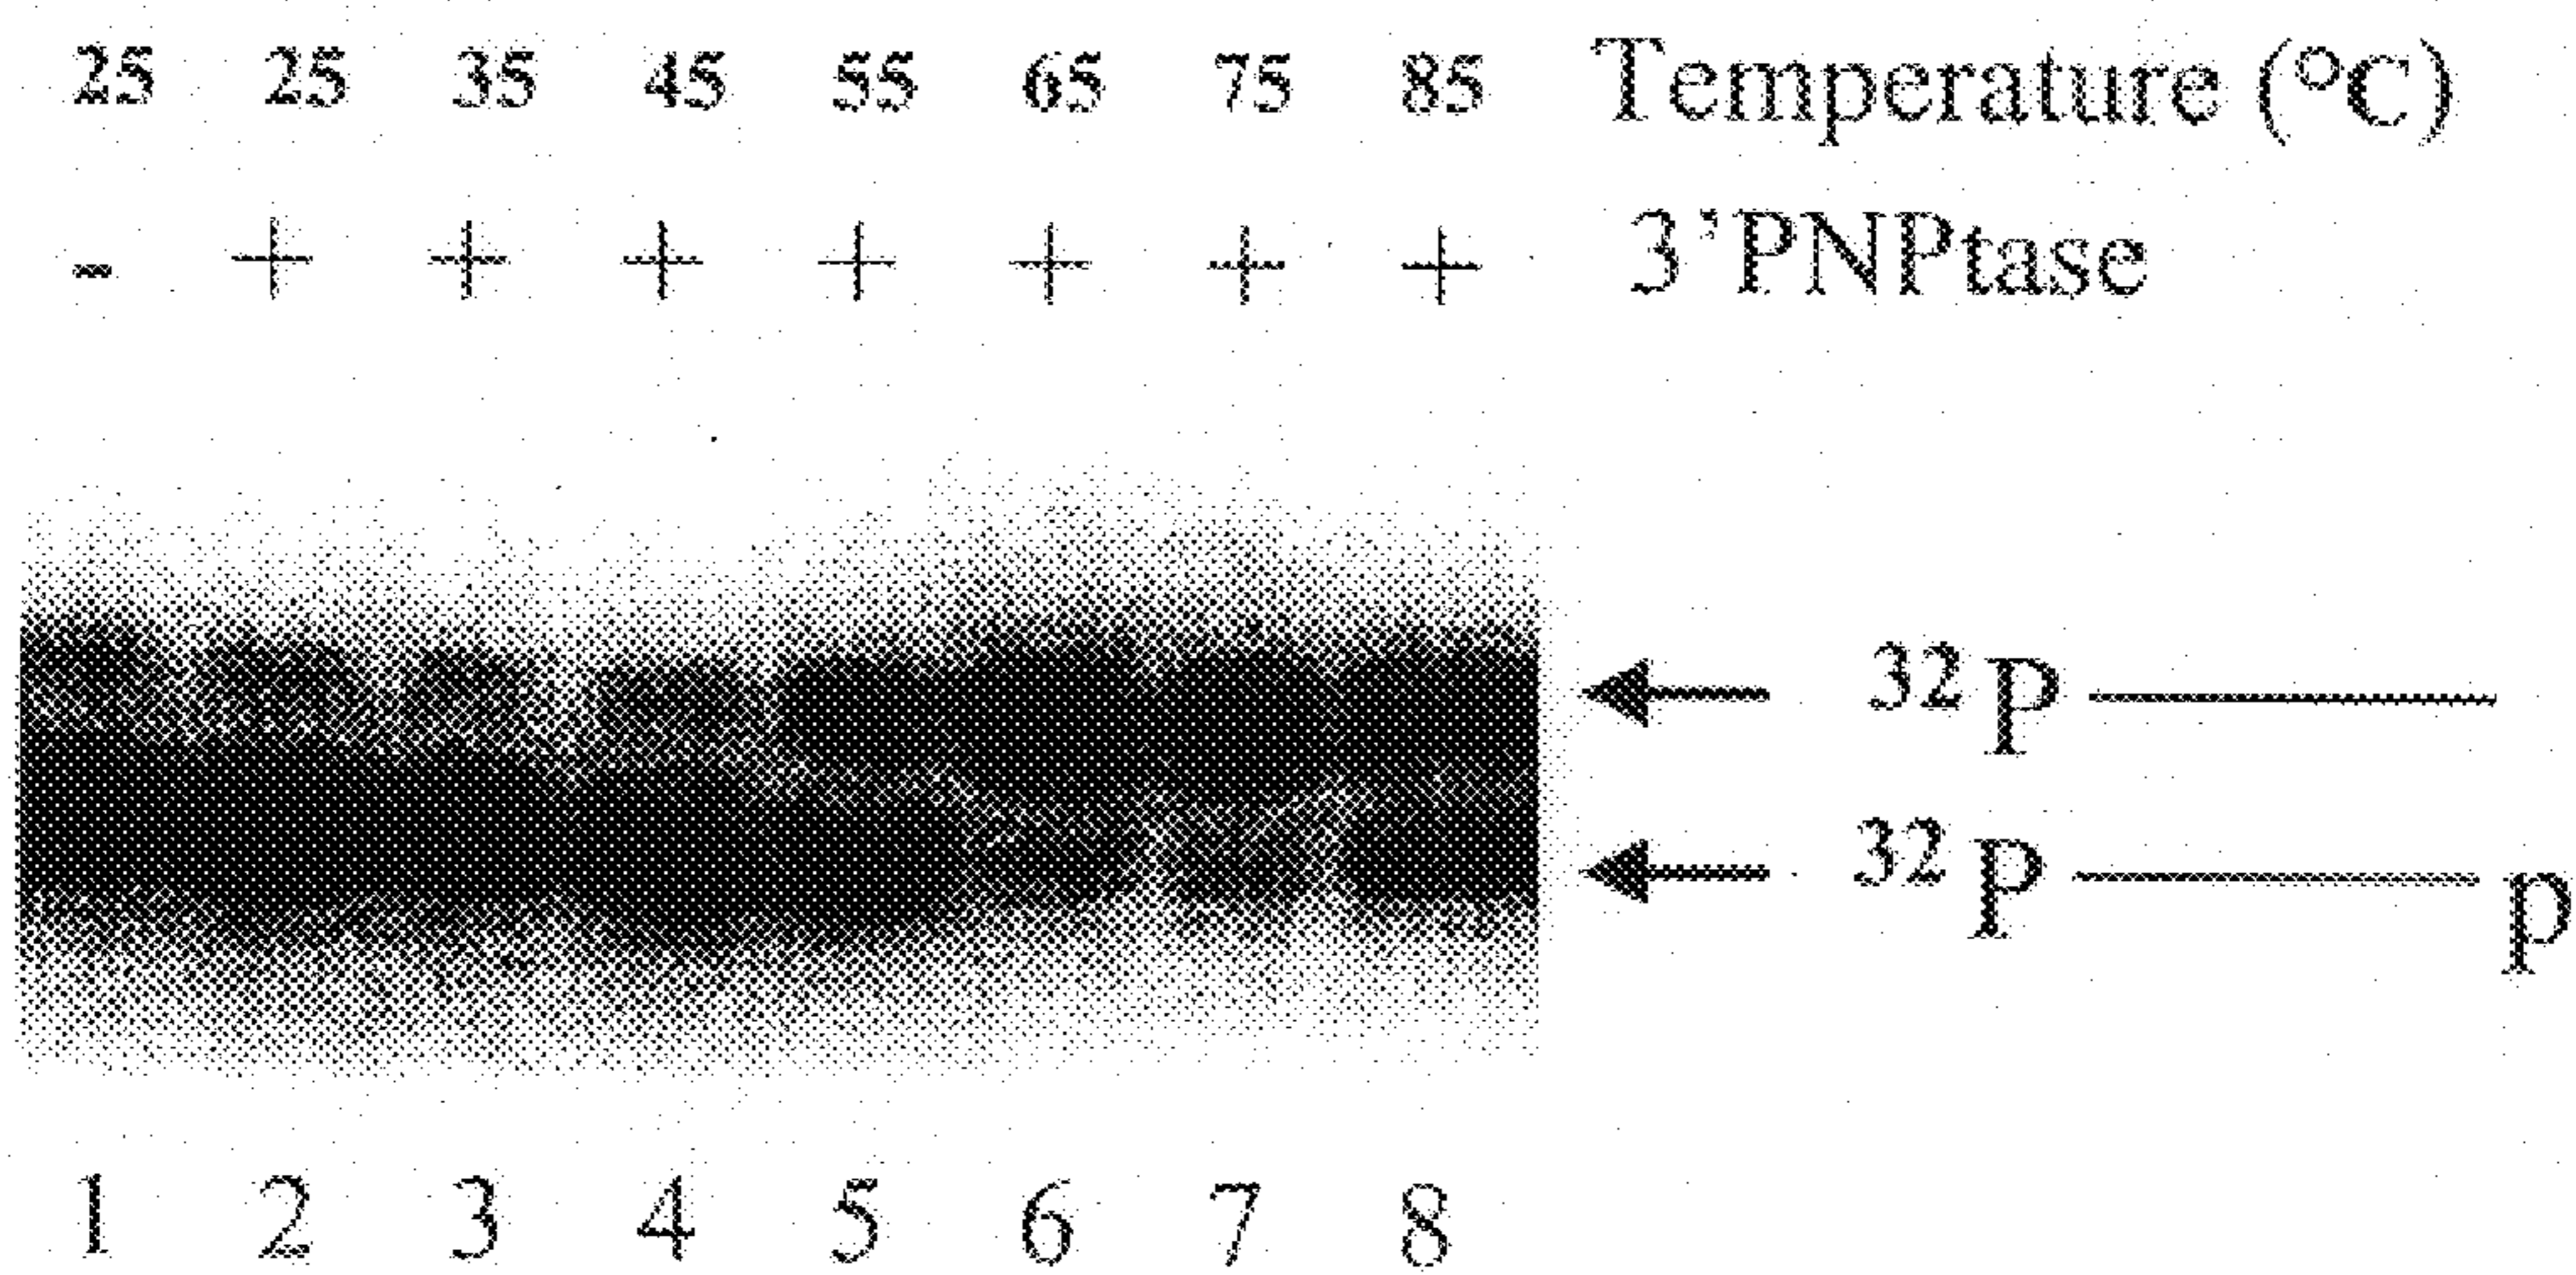 25 25 35 45 55 65 75 85 Temperature (°C)
- + + + + + + + 3'PNPtase
32P
32P p
1 2 3 4 5 6 7 8